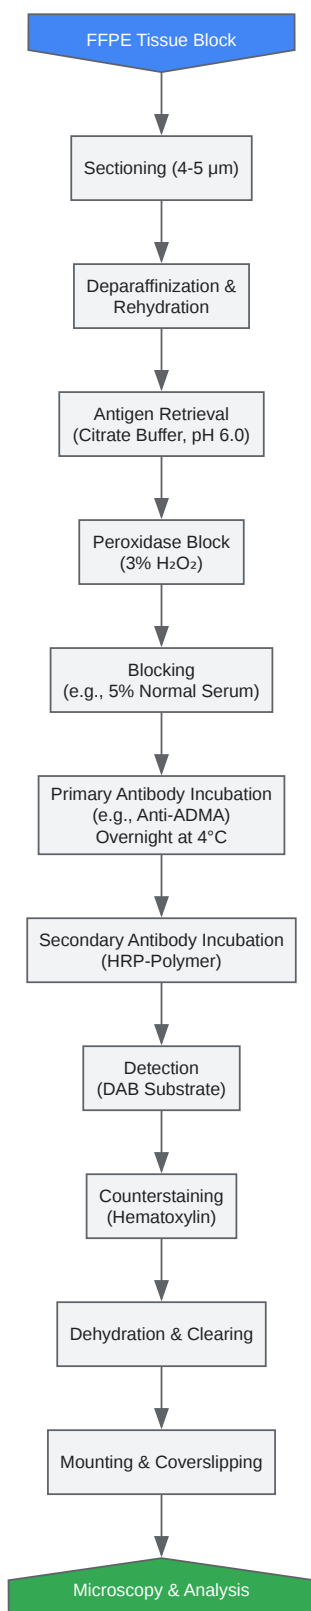 FFPE Tissue Block
Sectioning (4-5 μm)
Deparaffinization &
Rehydration
Antigen Retrieval
(Citrate Buffer, pH 6.0)
Peroxidase Block
(3% H₂O₂)
Blocking
(e.g., 5% Normal Serum)
Primary Antibody Incubation
(e.g., Anti-ADMA)
Overnight at 4°C
Secondary Antibody Incubation
(HRP-Polymer)
Detection
(DAB Substrate)
Counterstaining
(Hematoxylin)
Dehydration & Clearing
Mounting & Coverslipping
Microscopy & Analysis